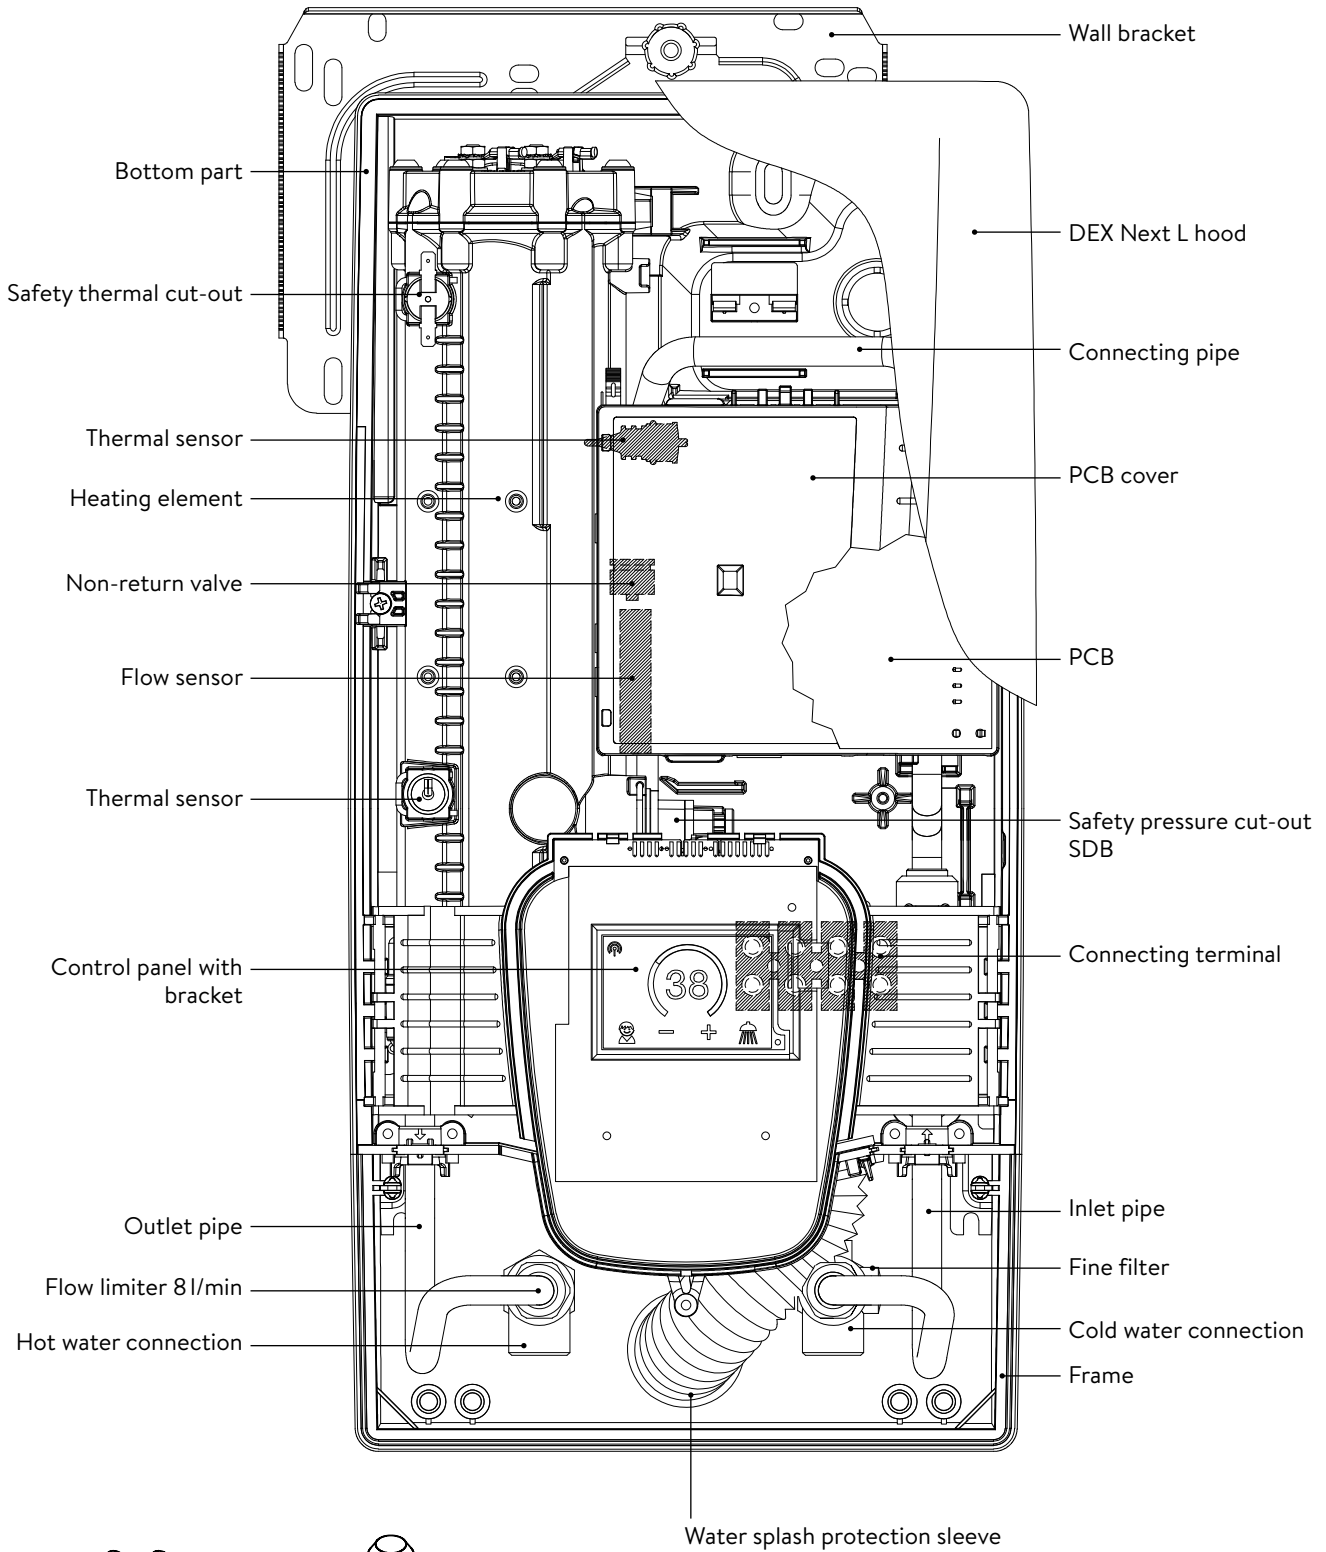 Wall bracket
Bottom part
DEX Next L hood
Safety thermal cut-out
Connecting pipe
Thermal sensor
PCB cover
Heating element
Non-return valve
PCB
Flow sensor
Thermal sensor
Safety pressure cut-out
SDB
Connecting terminal
Control panel with
bracket
38
Inlet pipe
Outlet pipe
Fine filter
Flow limiter 8 l/min
Cold water connection
Hot water connection
Frame
Water splash protection sleeve